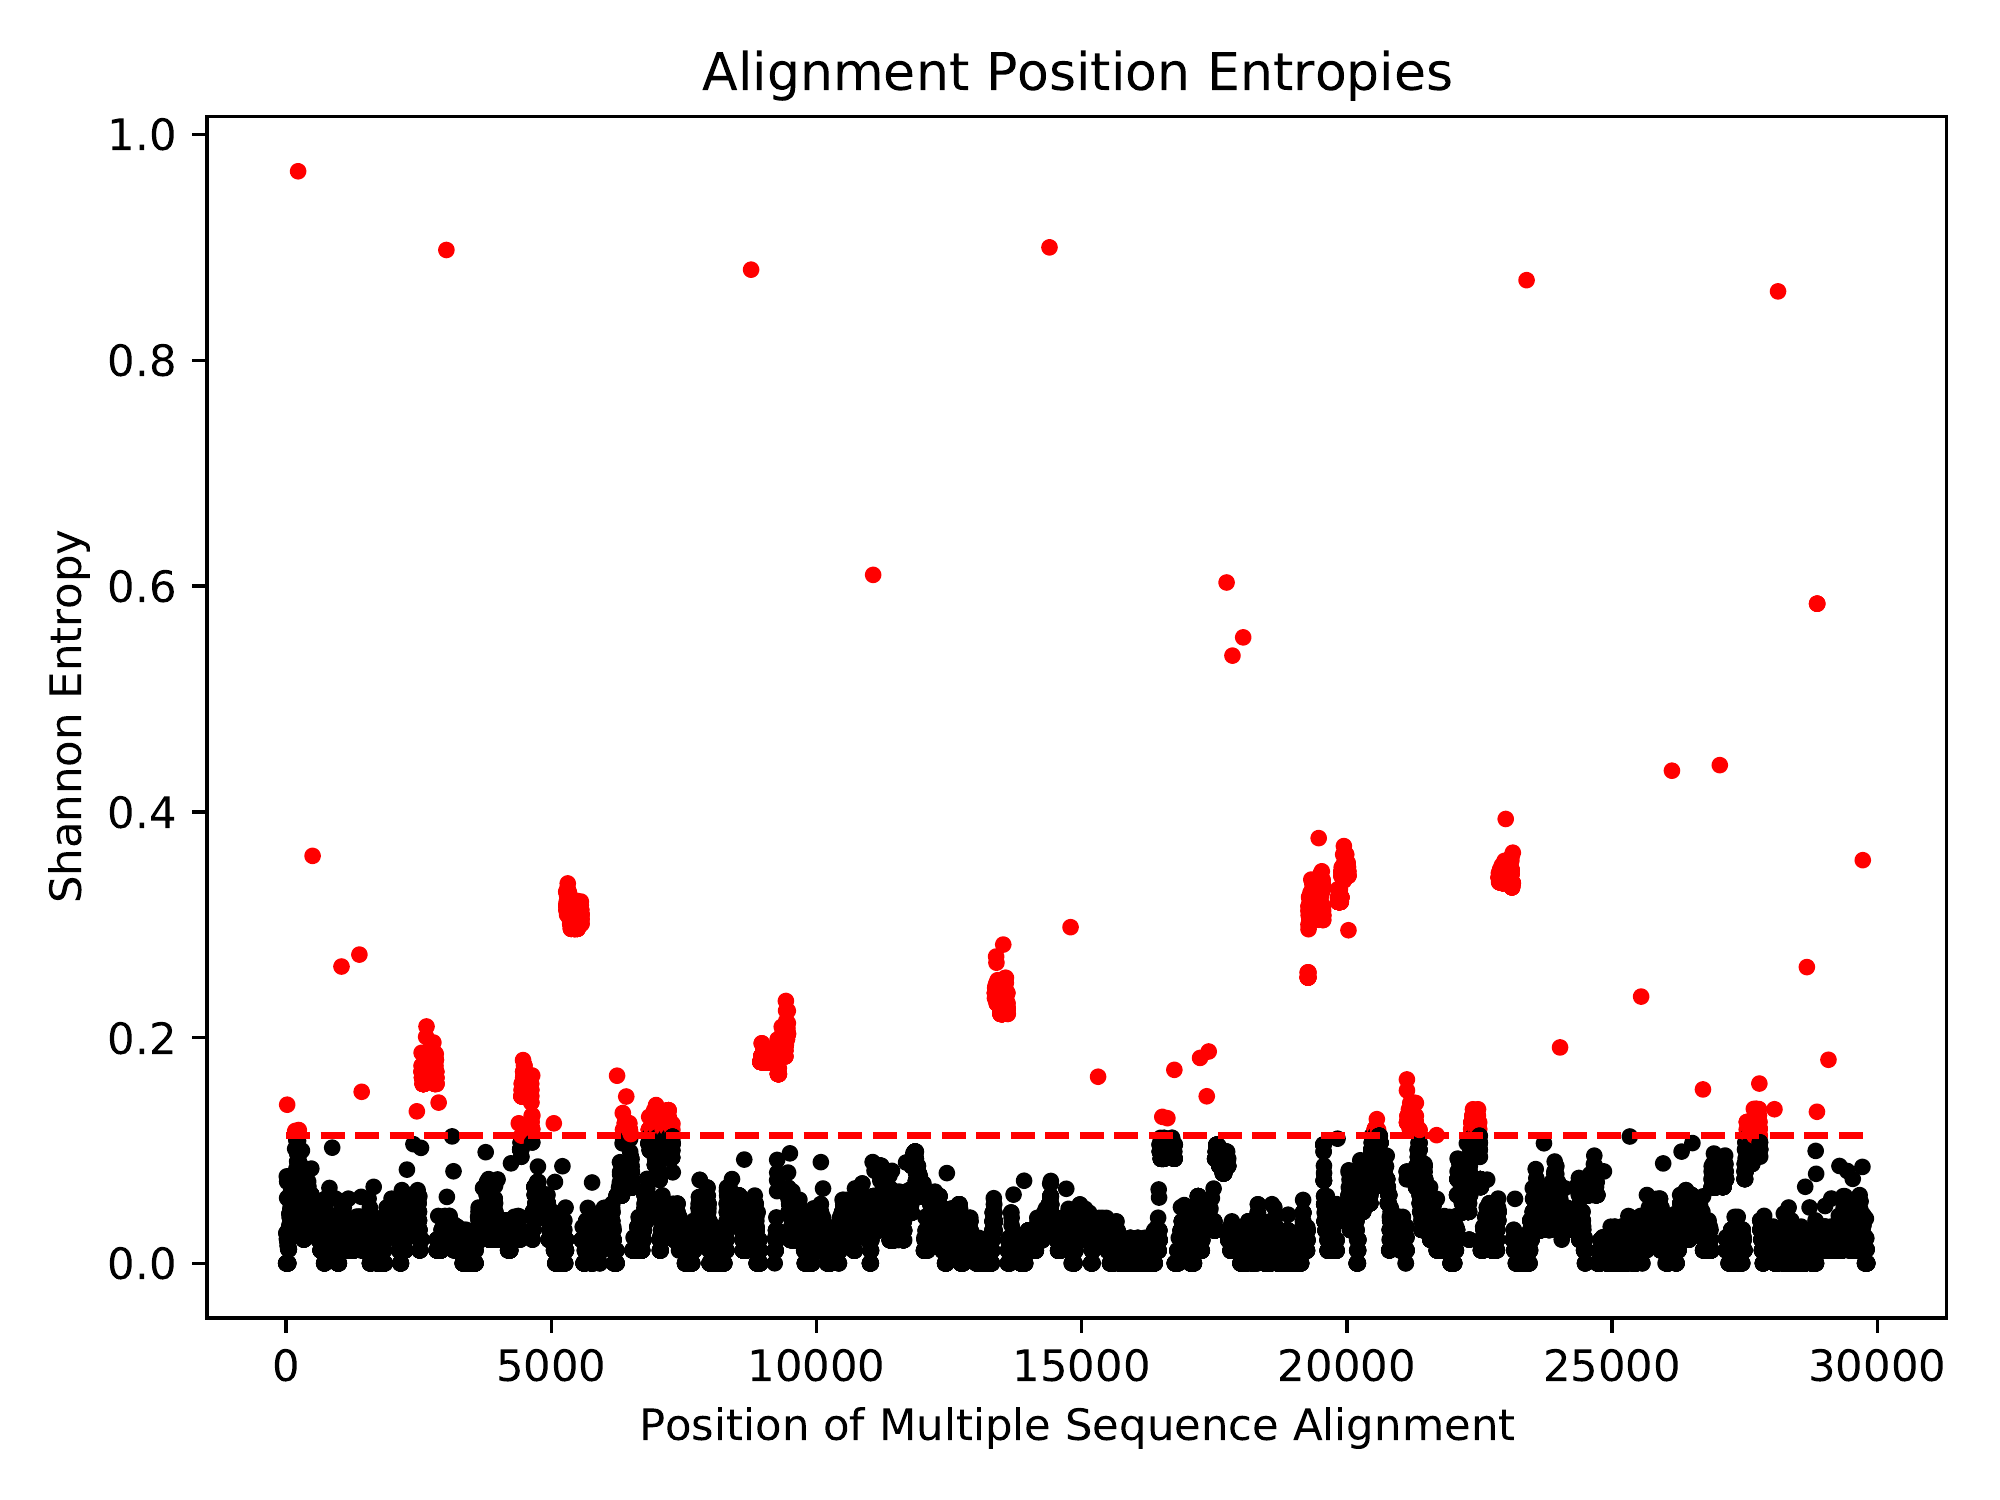 Alignment Position Entropies
1.0
0.8
0.6
0.4
0.2
0.0
Shannon Entropy
0 5000 10000 15000 20000 25000 30000
Position of Multiple Sequence Alignment